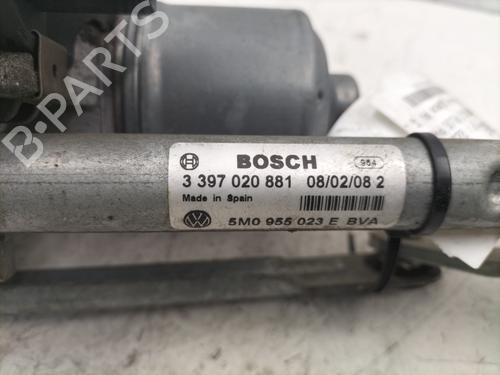 B-PARTS
BOSCH 954
3 397 020 881 08/02/08 2
Made in Spain
5M0 955 023 E BVA